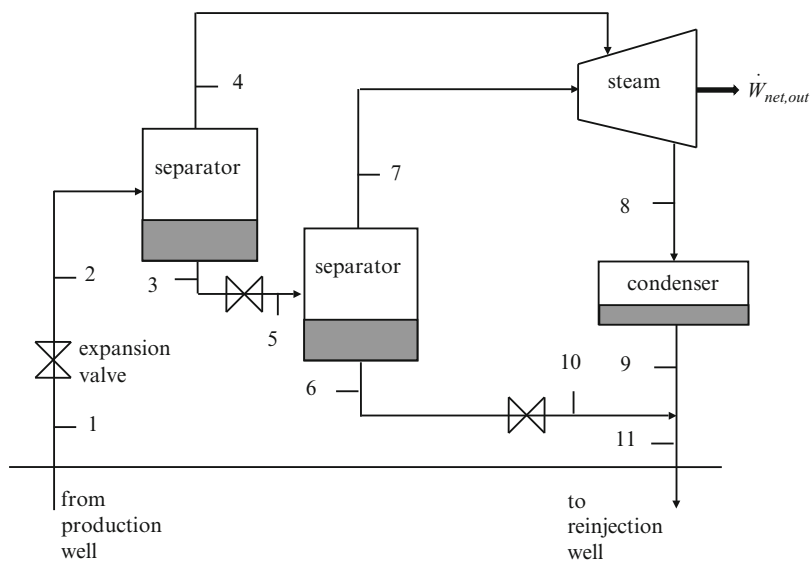 4
steam
Ẇnet,out
separator
7
8
2
3
separator
condenser
5
expansion
valve
6
10
9
1
11
from
production
well
to
reinjection
well